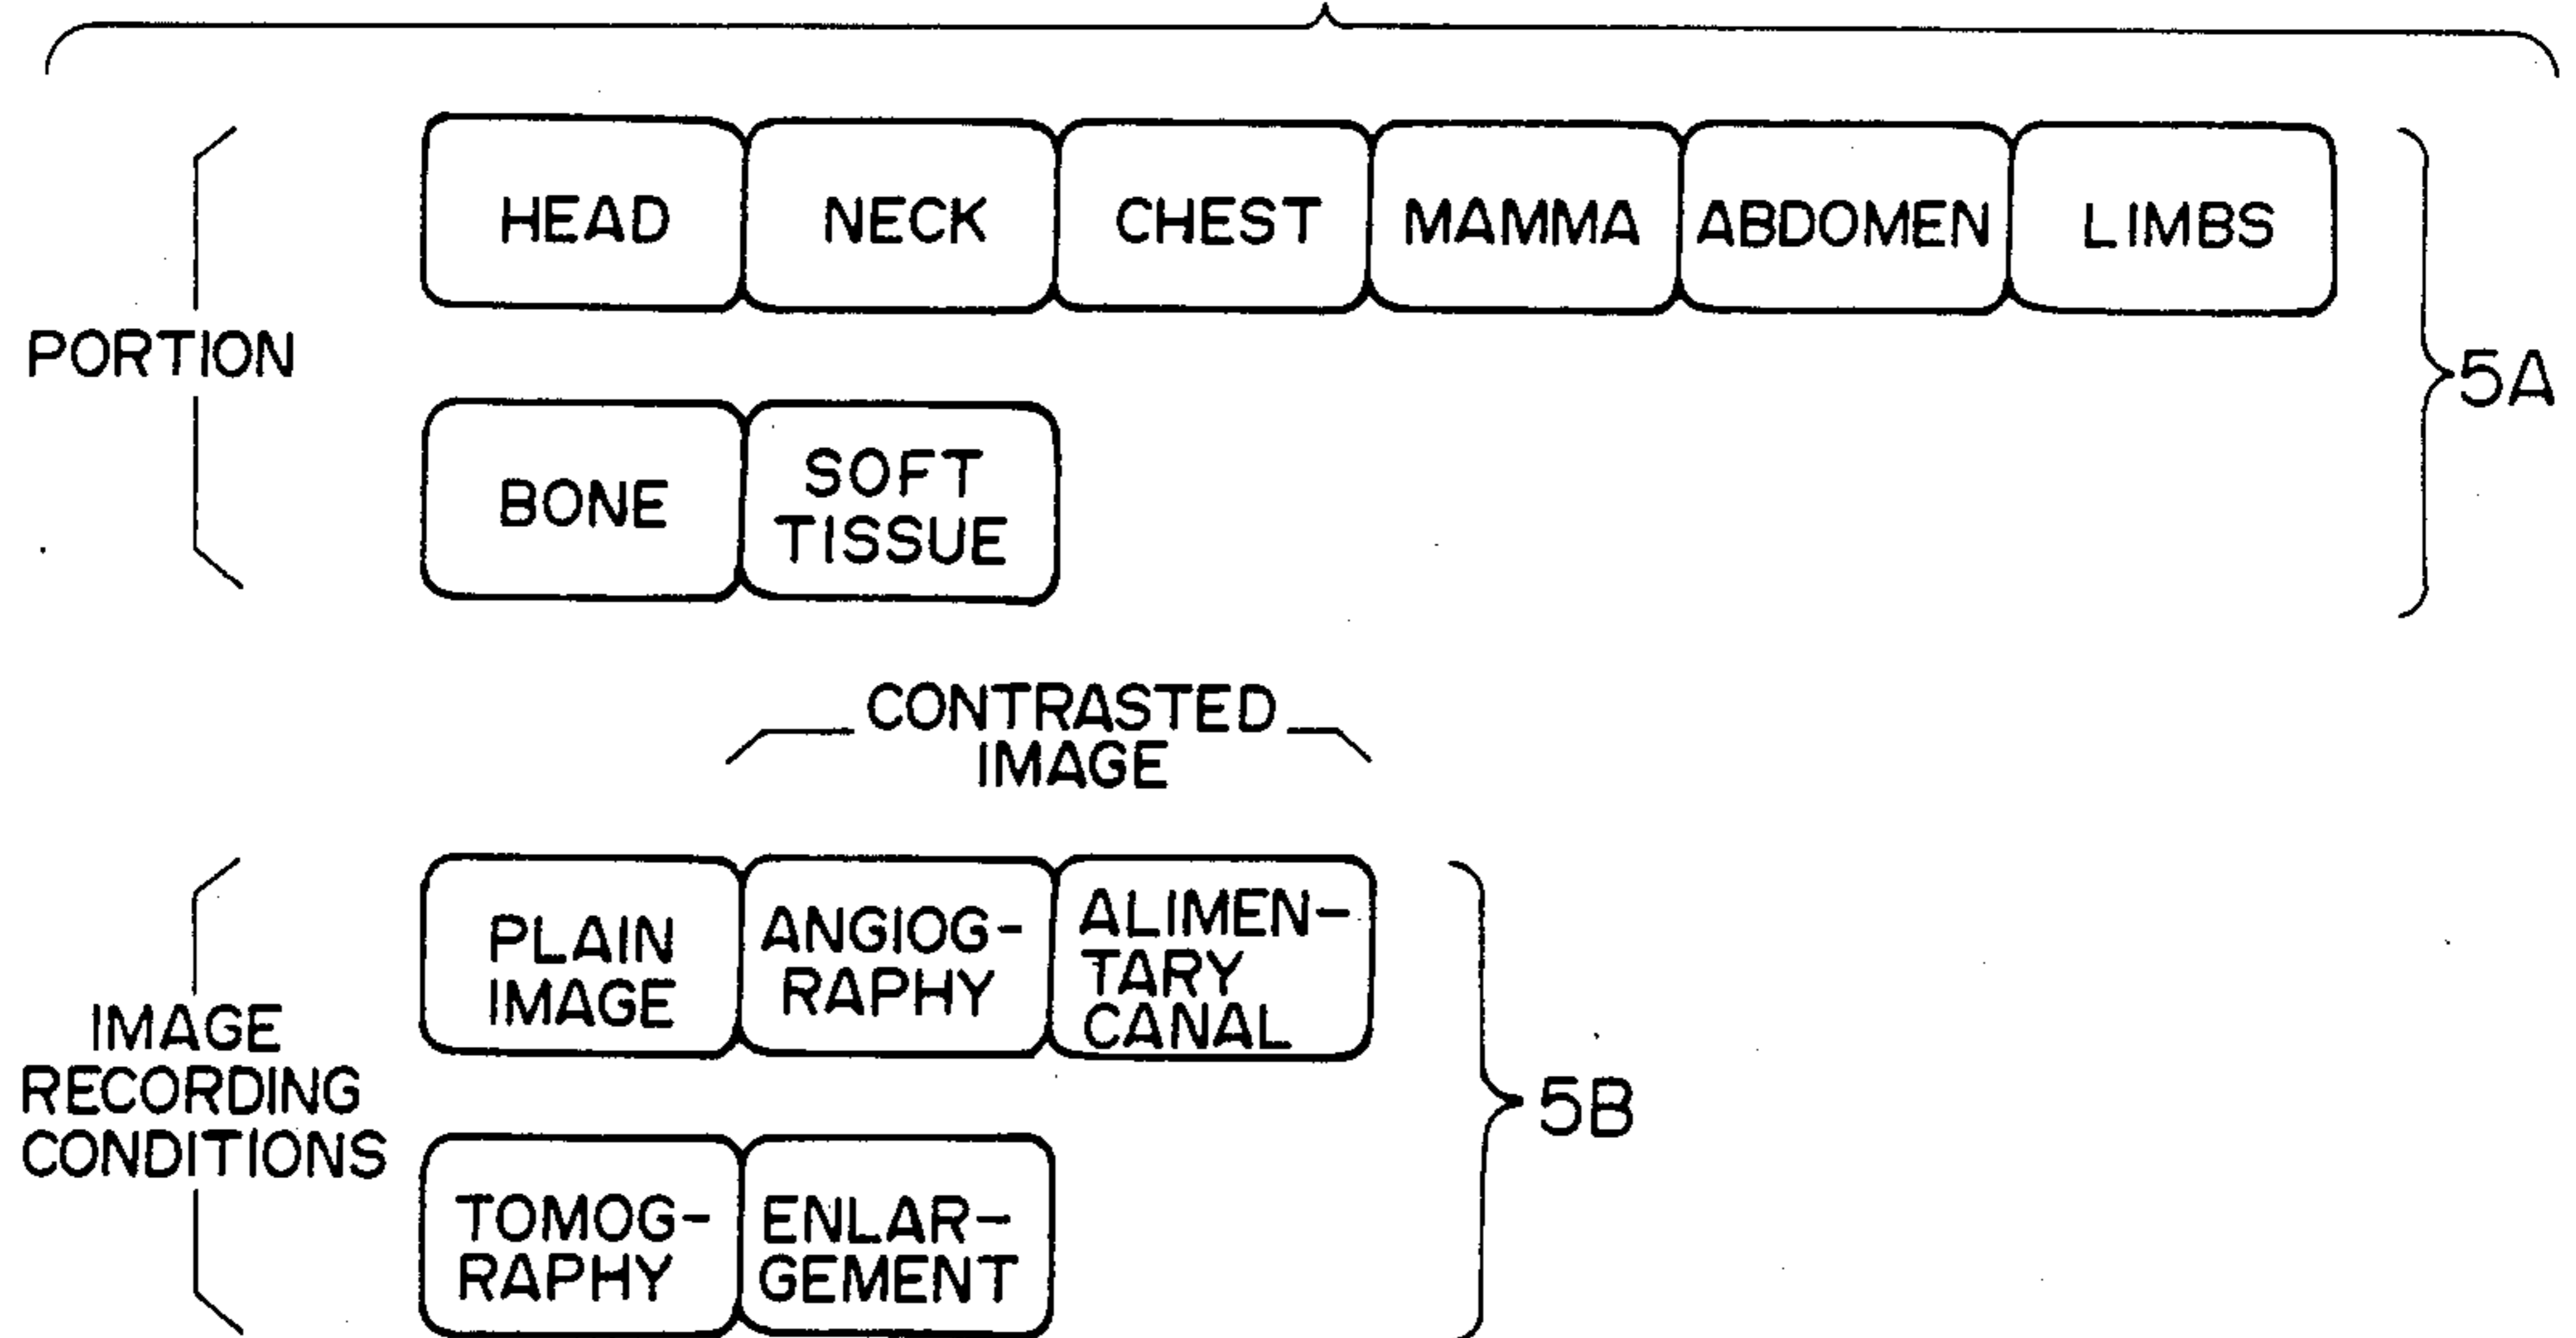 HEAD NECK CHEST MAMMA ABDOMEN LIMBS
PORTION
5A
BONE
SOFT
TISSUE
CONTRASTED
IMAGE
PLAIN
IMAGE
ANGIOG-
RAPHY
ALIMEN-
TARY
CANAL
IMAGE
RECORDING
CONDITIONS
5B
TOMOG-
RAPHY
ENLAR-
GEMENT